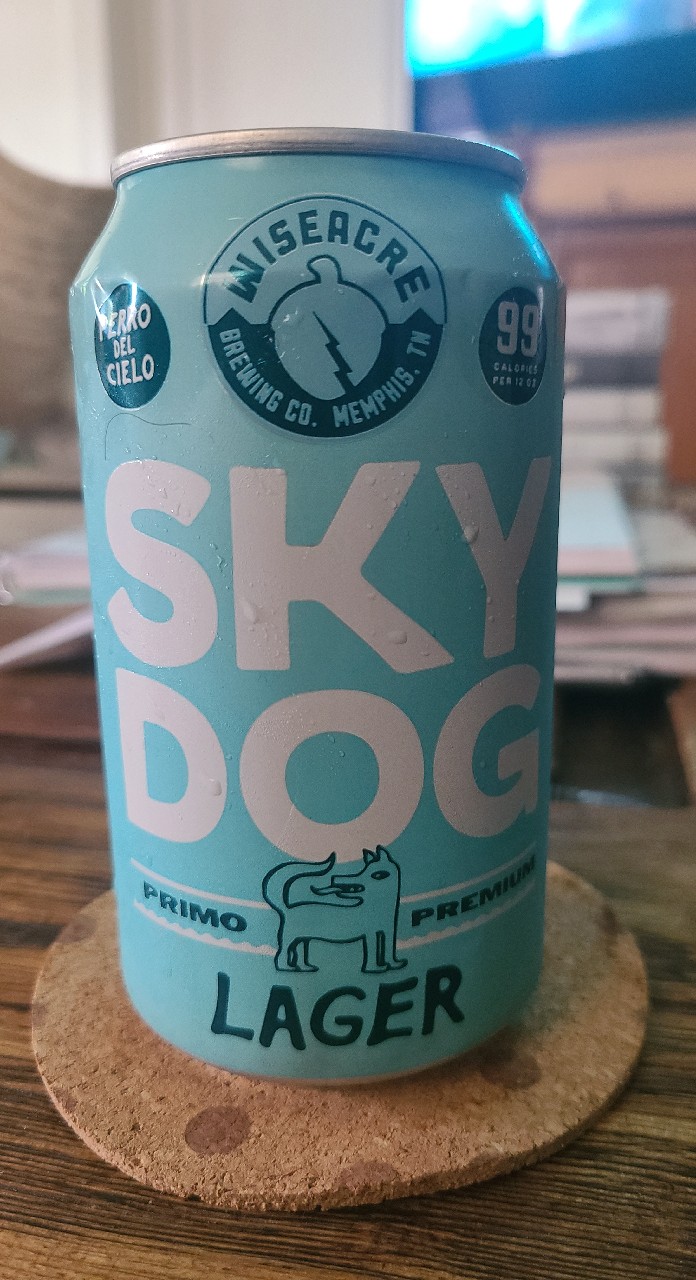 WISEACRE
BREWING CO. MEMPHIS, TN
PERRO
DEL
CIELO
99
CALORIES
PER 12 OZ
SKY
DOG
PRIMO PREMIUM
LAGER